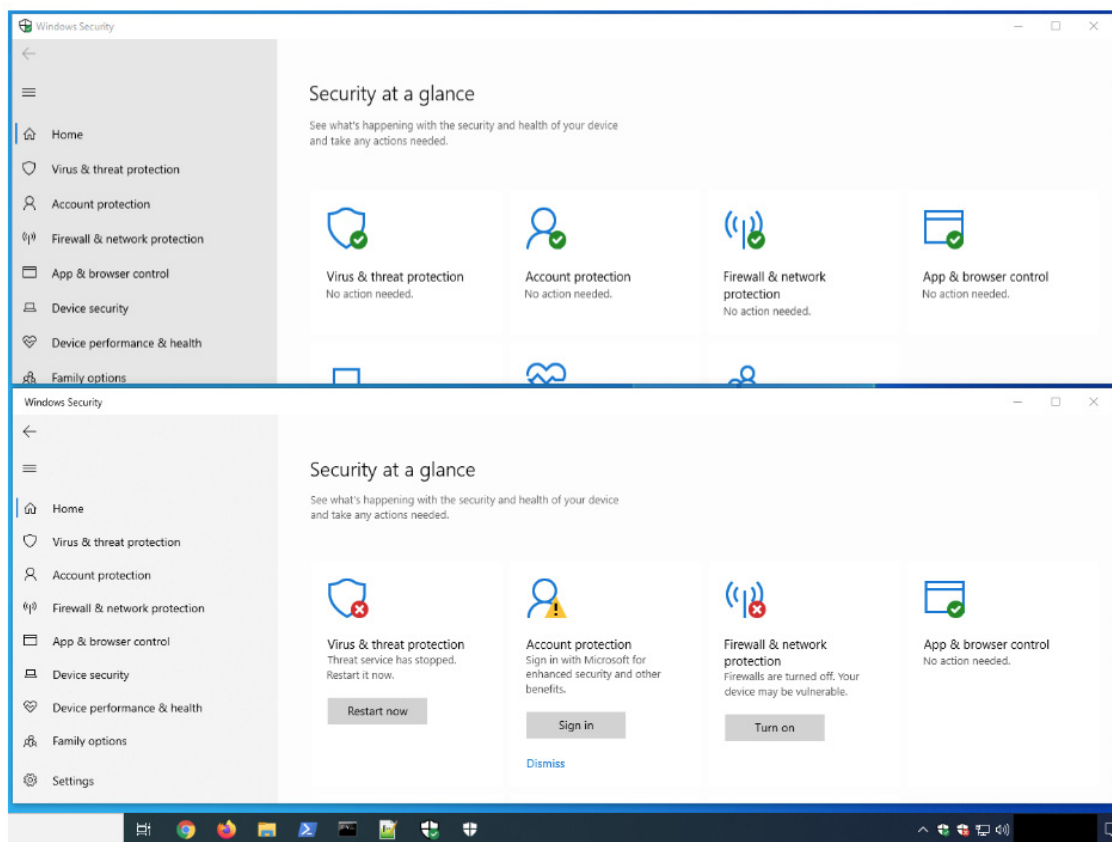 Windows Security
Home
Virus & threat protection
Account protection
Firewall & network protection
App & browser control
Device security
Device performance & health
Family options
Security at a glance
See what's happening with the security and health of your device
and take any actions needed.
Virus & threat protection
No action needed.
Account protection
No action needed.
Firewall & network
protection
No action needed.
App & browser control
No action needed.
Windows Security
Home
Virus & threat protection
Account protection
Firewall & network protection
App & browser control
Device security
Device performance & health
Family options
Settings
Security at a glance
See what's happening with the security and health of your device
and take any actions needed.
Virus & threat protection
Threat service has stopped.
Restart it now.
Restart now
Account protection
Sign in with Microsoft for
enhanced security and other
benefits.
Sign in
Dismiss
Firewall & network
protection
Firewalls are turned off. Your
device may be vulnerable.
Turn on
App & browser control
No action needed.